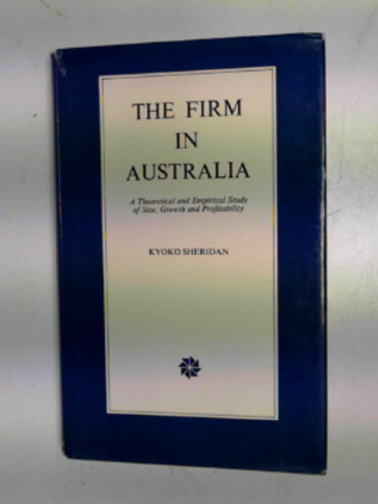 THE FIRM
IN
AUSTRALIA
A Theoretical and Empirical Study
of Size, Growth and Profitability
KYOKO SHERIDAN